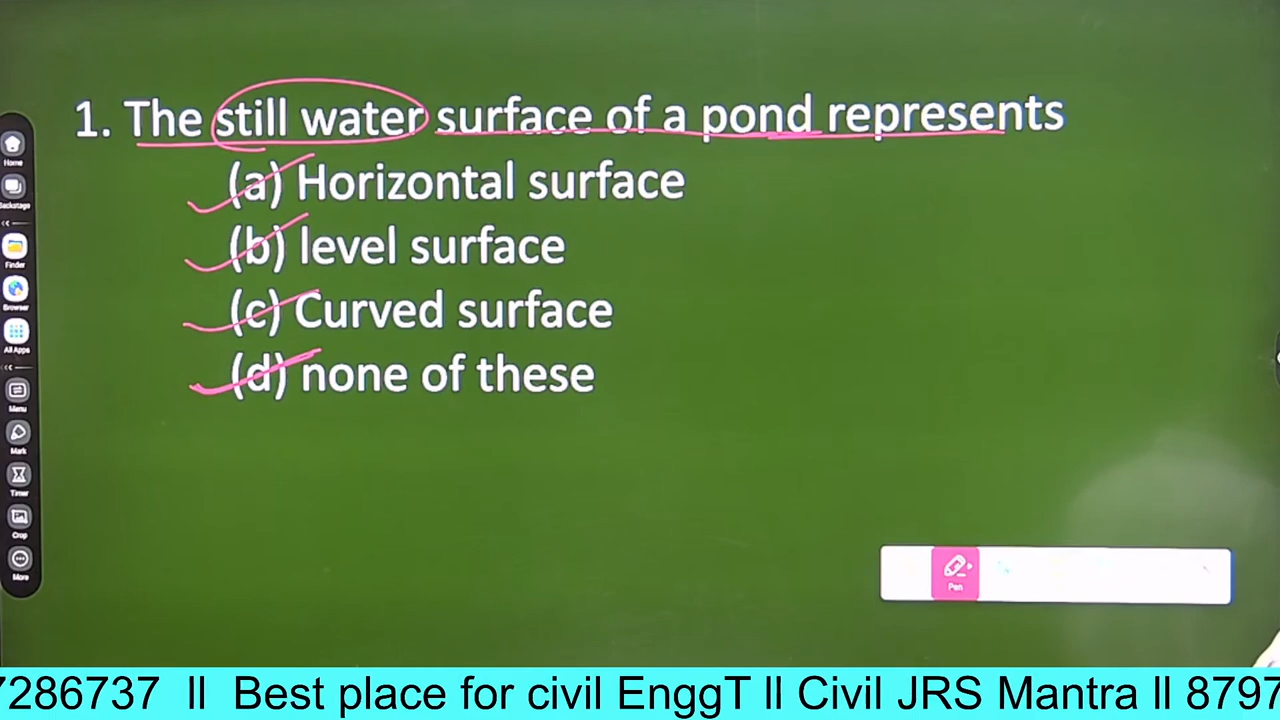 1. The still water surface of a pond represents
(a) Horizontal surface
(b) level surface
(c) Curved surface
(d) none of these
Home
Backstage
Finder
Browser
All Apps
Menu
Mark
Timer
Crop
More
Pen
7286737 ll Best place for civil EnggT ll Civil JRS Mantra ll 8797